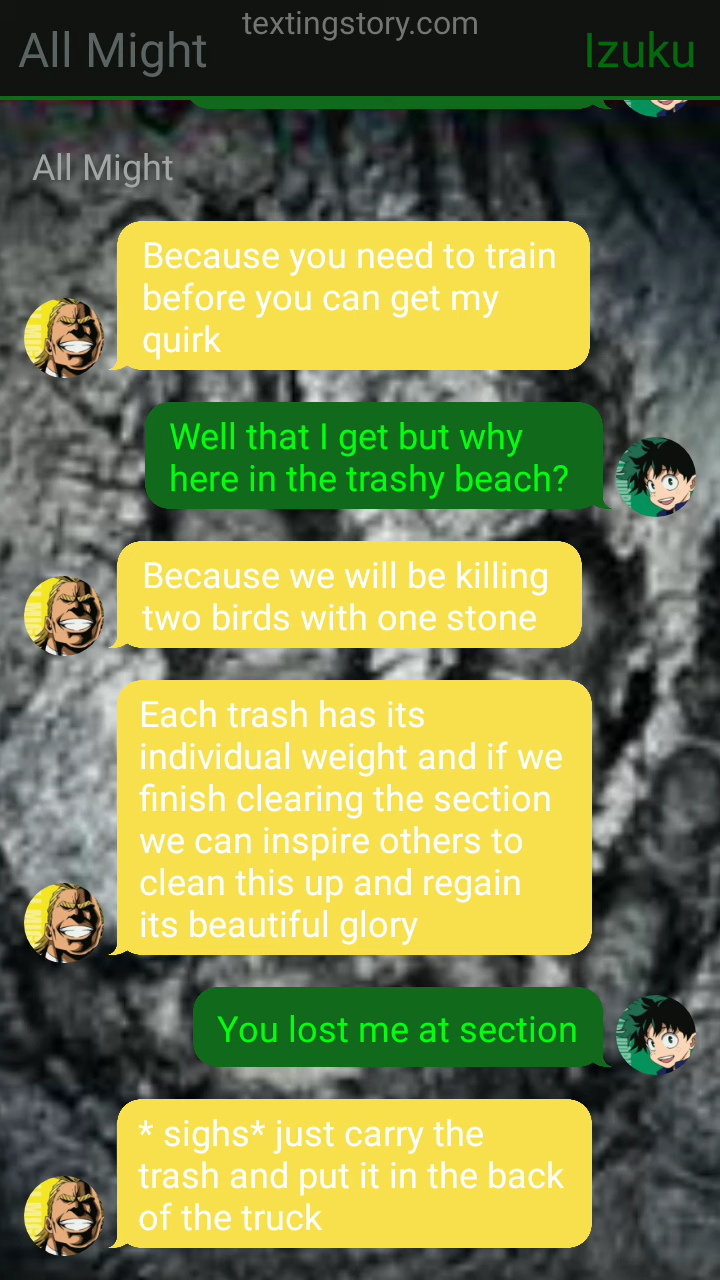 textingstory.com
All Might
Izuku
All Might
Because you need to train
before you can get my
quirk
Well that I get but why
here in the trashy beach?
Because we will be killing
two birds with one stone
Each trash has its
individual weight and if we
finish clearing the section
we can inspire others to
clean this up and regain
its beautiful glory
You lost me at section
* sighs* just carry the
trash and put it in the back
of the truck